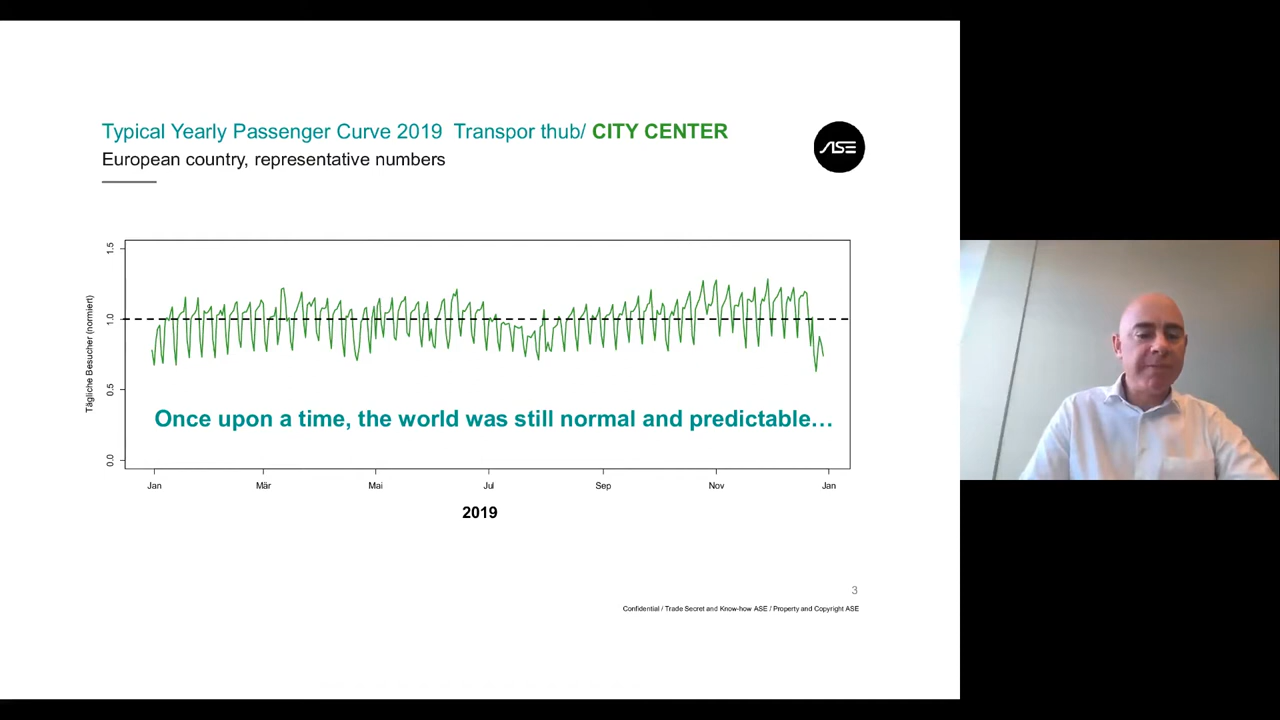 Typical Yearly Passenger Curve 2019 Transpor thub/ CITY CENTER
European country, representative numbers
ASE
Tägliche Besucher (normiert)
1.5
1.0
0.5
0.0
Once upon a time, the world was still normal and predictable…
Jan Mär Mai Jul Sep Nov Jan
2019
3
Confidential / Trade Secret and Know-how ASE / Property and Copyright ASE